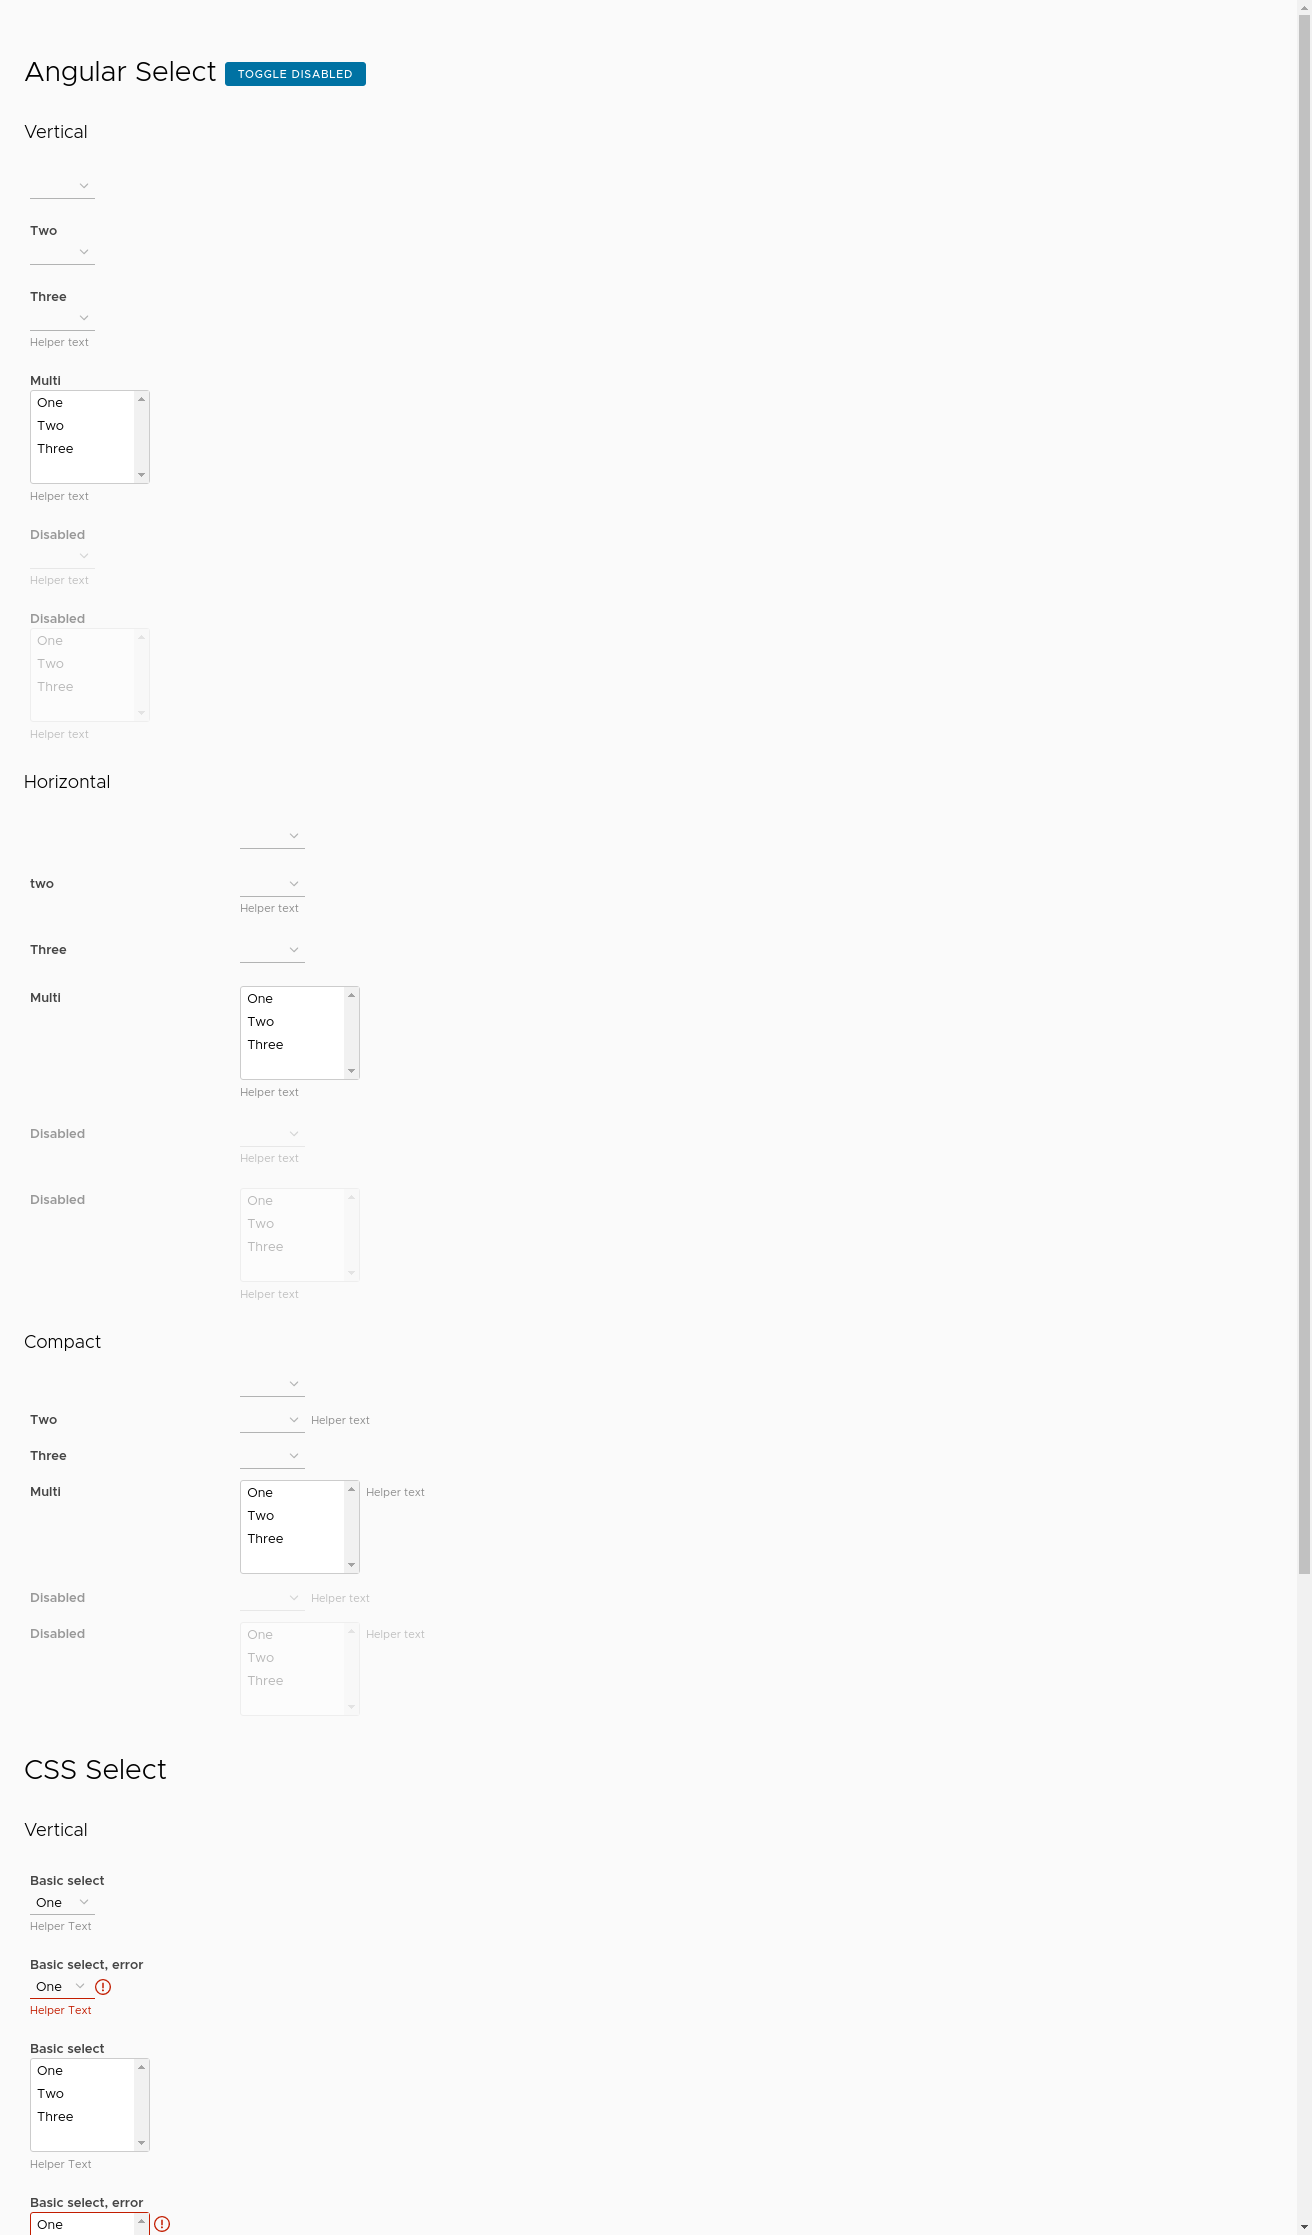 Angular Select TOGGLE DISABLED
Vertical
Two
Three
Helper text
Multi
One
Two
Three
Helper text
Disabled
Helper text
Disabled
One
Two
Three
Helper text
Horizontal
two
Helper text
Three
Multi One
Two
Three
Helper text
Disabled
Helper text
Disabled One
Two
Three
Helper text
Compact
Two Helper text
Three
Multi One Helper text
Two
Three
Disabled Helper text
Disabled One Helper text
Two
Three
CSS Select
Vertical
Basic select
One
Helper Text
Basic select, error
One
Helper Text
Basic select
One
Two
Three
Helper Text
Basic select, error
One